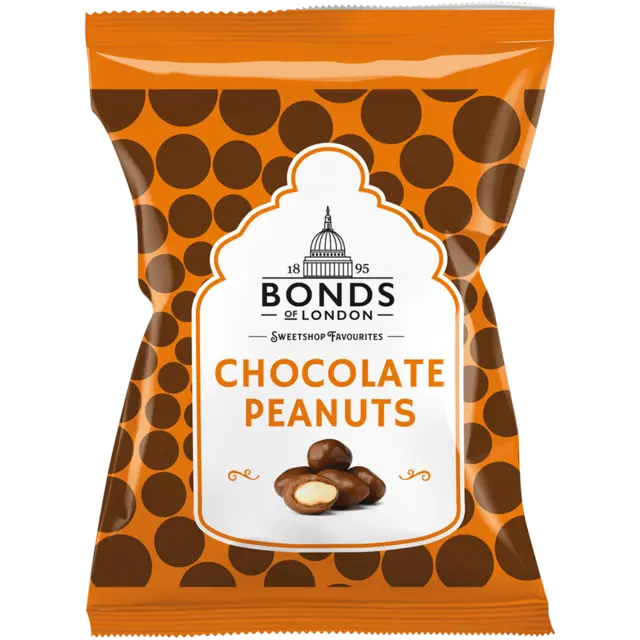 18 95
BONDS
OF LONDON
SWEETSHOP FAVOURITES
CHOCOLATE
PEANUTS